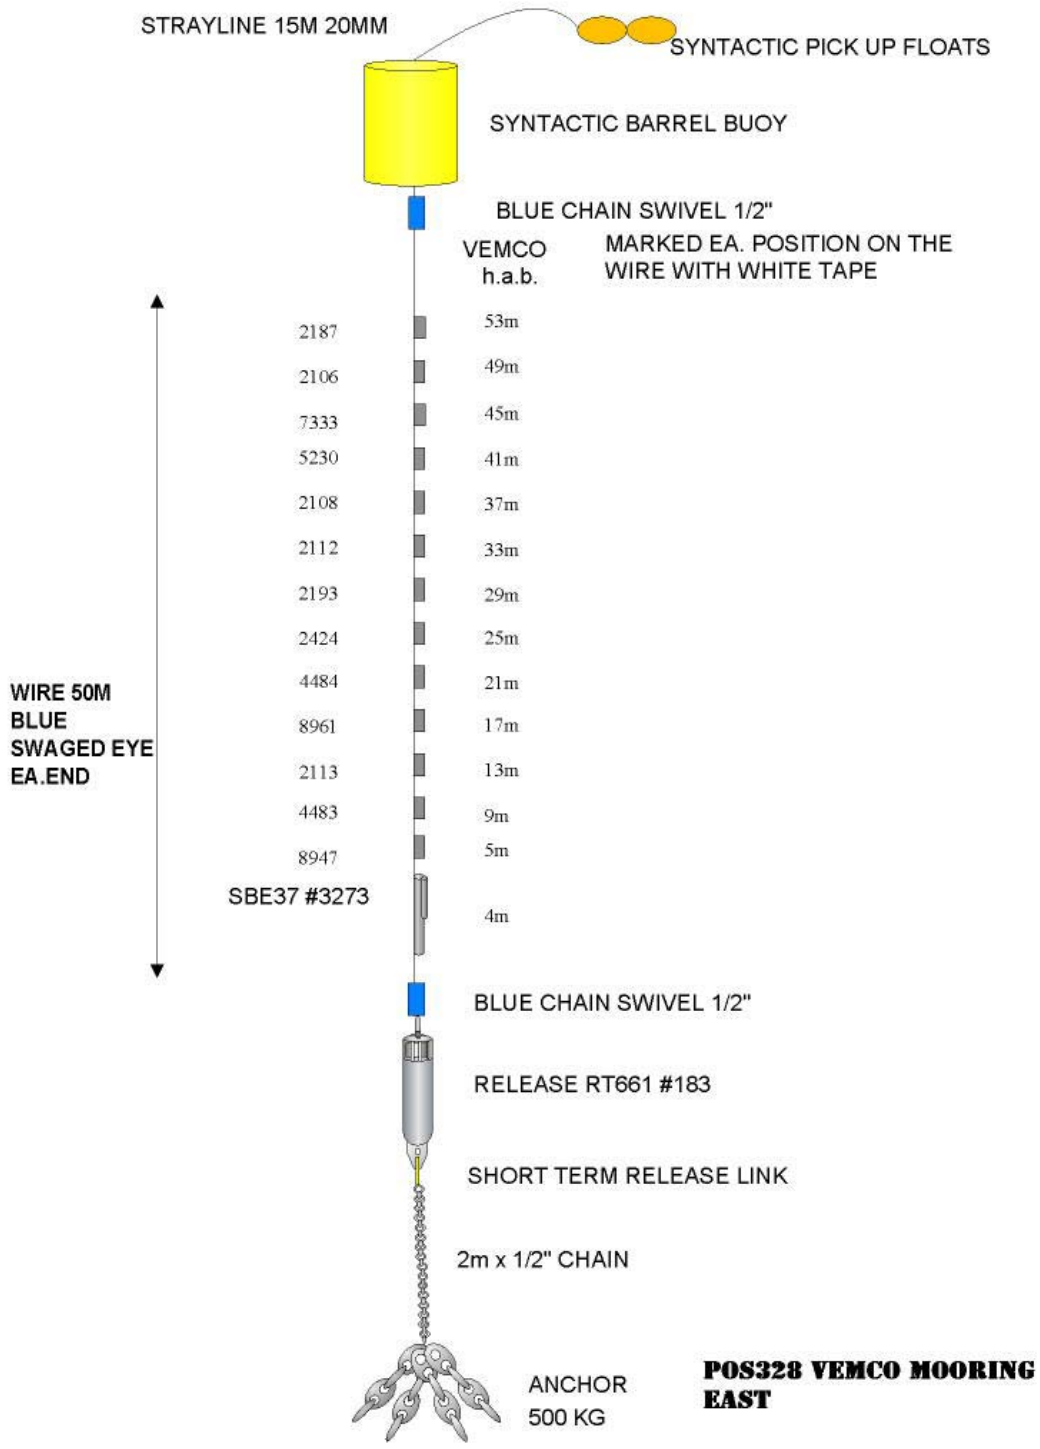 STRAYLINE 15M 20MM
SYNTACTIC PICK UP FLOATS
SYNTACTIC BARREL BUOY
BLUE CHAIN SWIVEL 1/2"
VEMCO
h.a.b.
MARKED EA. POSITION ON THE
WIRE WITH WHITE TAPE
2187 53m
2106 49m
7333 45m
5230 41m
2108 37m
2112 33m
2193 29m
2424 25m
4484 21m
8961 17m
2113 13m
4483 9m
8947 5m
SBE37 #3273 4m
WIRE 50M
BLUE
SWAGED EYE
EA.END
BLUE CHAIN SWIVEL 1/2"
RELEASE RT661 #183
SHORT TERM RELEASE LINK
2m x 1/2" CHAIN
ANCHOR
500 KG
POS328 VEMCO MOORING
EAST